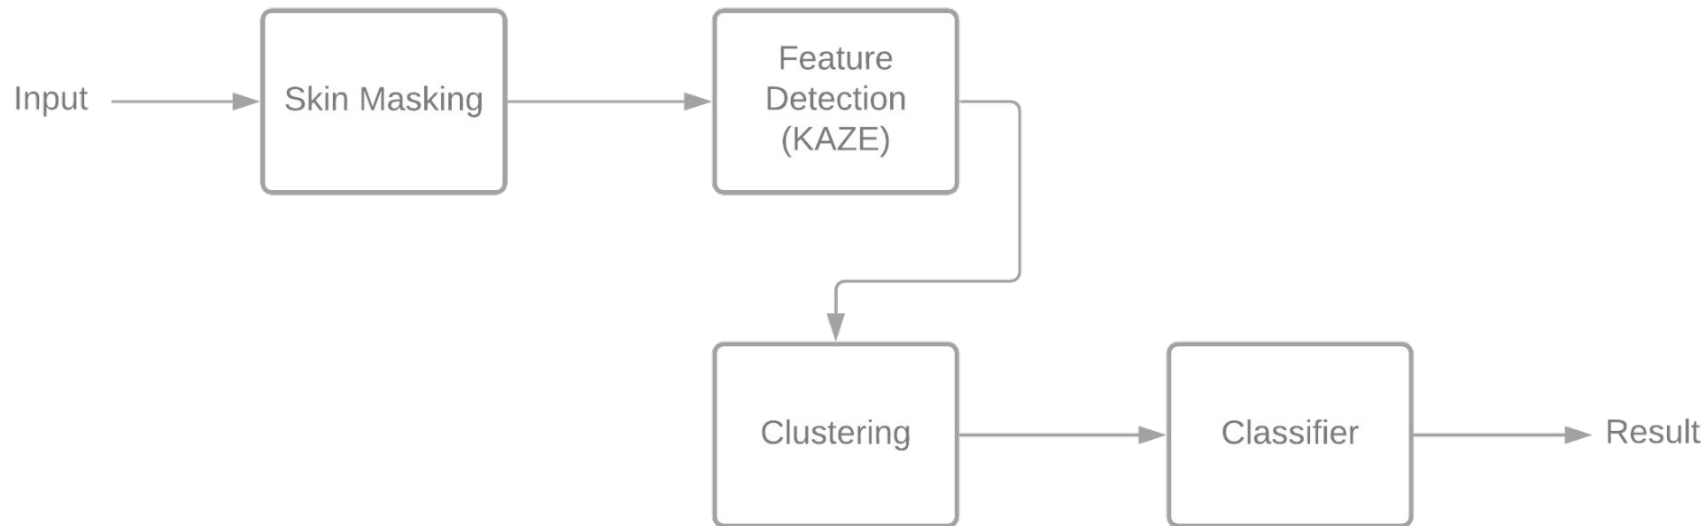 Input
Skin Masking
Feature
Detection
(KAZE)
Clustering
Classifier
Result